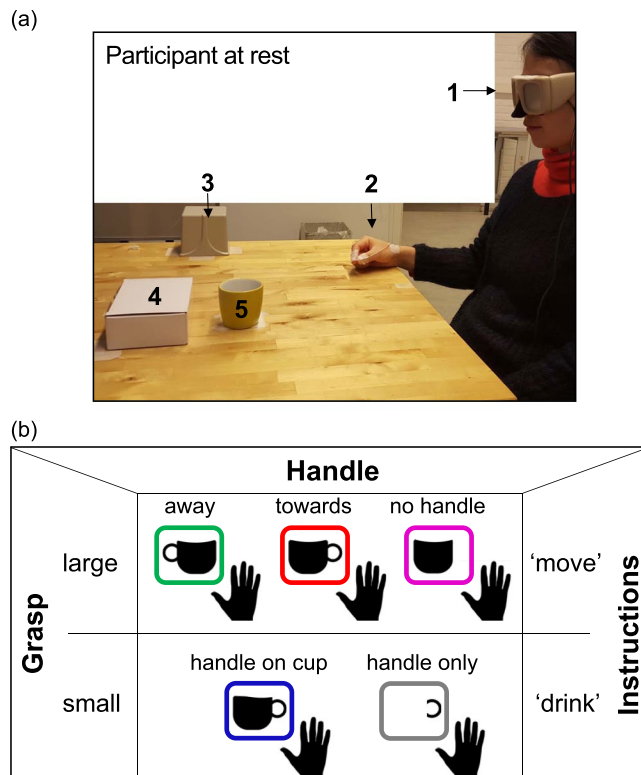 (a)
Participant at rest
1
3
2
4
5
(b)
Handle
away towards no handle
large
'move'
Grasp
Instructions
handle on cup handle only
small
'drink'